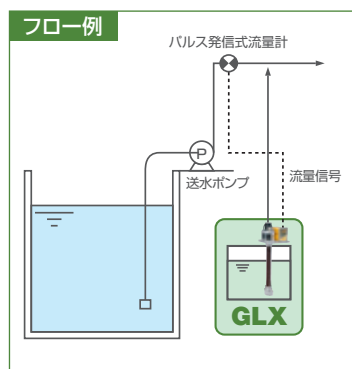 フロー例
パルス発信式流量計
P
送水ポンプ
流量信号
GLX